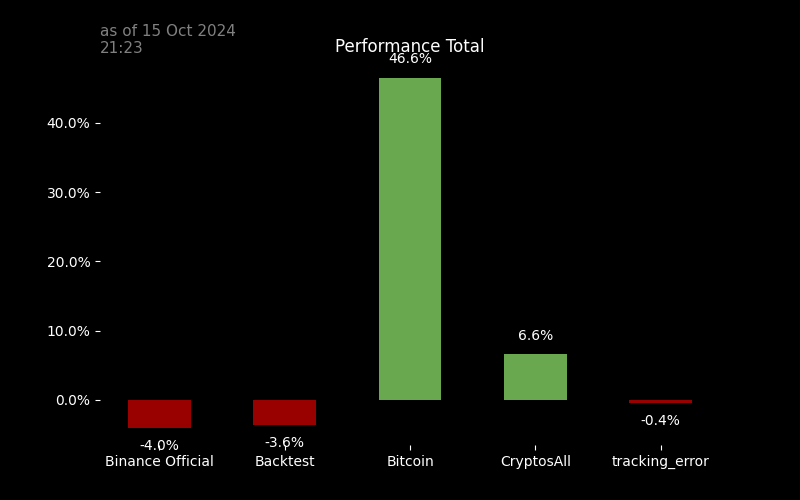 as of 15 Oct 2024
21:23
Performance Total
46.6%
40.0%
30.0%
20.0%
10.0%
6.6%
0.0%
-0.4%
-4.0%
-3.6%
Binance Official
Backtest
Bitcoin
CryptosAll
tracking_error